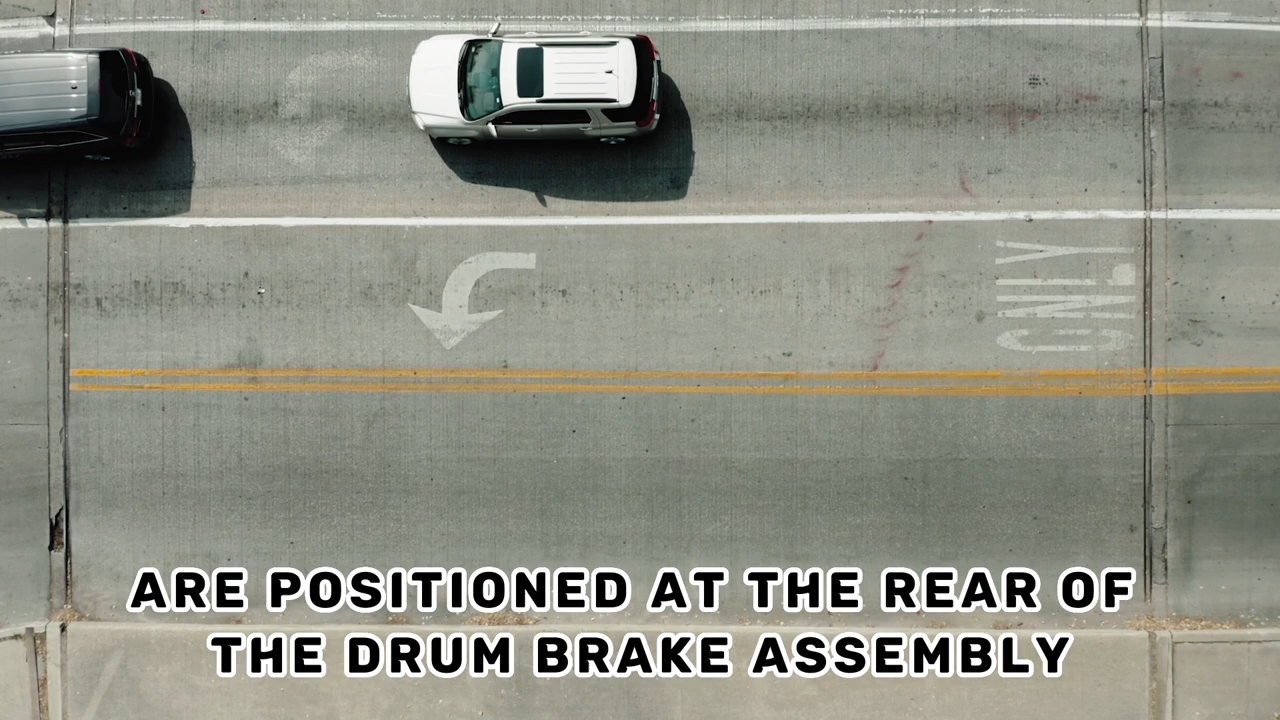 ONLY
ARE POSITIONED AT THE REAR OF
THE DRUM BRAKE ASSEMBLY